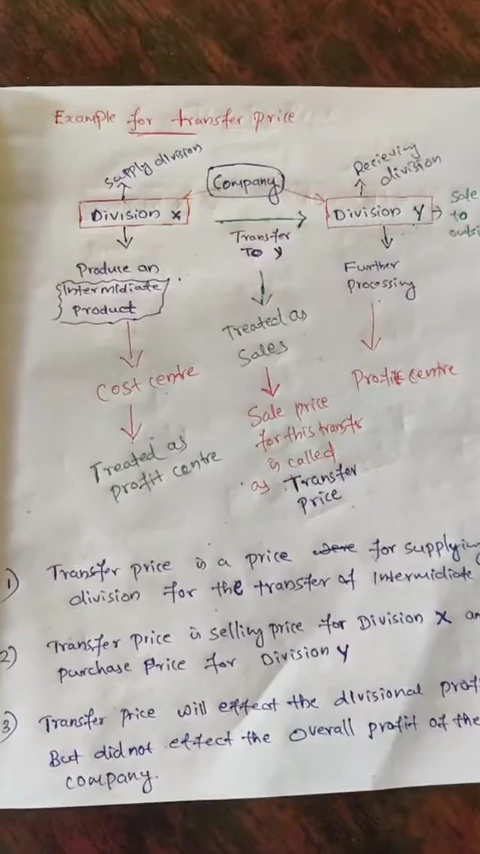 Example for transfer price
Supply division
Company
Recieving
division
Division X
Transfer
To Y
Division Y
Sale
to
Produce an
Intermidiate
Product
Further
Processing
Treated as
Sales
Cost centre
Profit centre
Treated as
profit centre
Sale price
for this transfe
is called
as Transfer
Price
1) Transfer price is a price were for supplying
division for the transfer of Intermidiate
2) Transfer Price is selling price for Division X an
purchase Price for Division Y
3) Transfer Price will effect the divisional profi
But did not effect the overall profit of the
company.